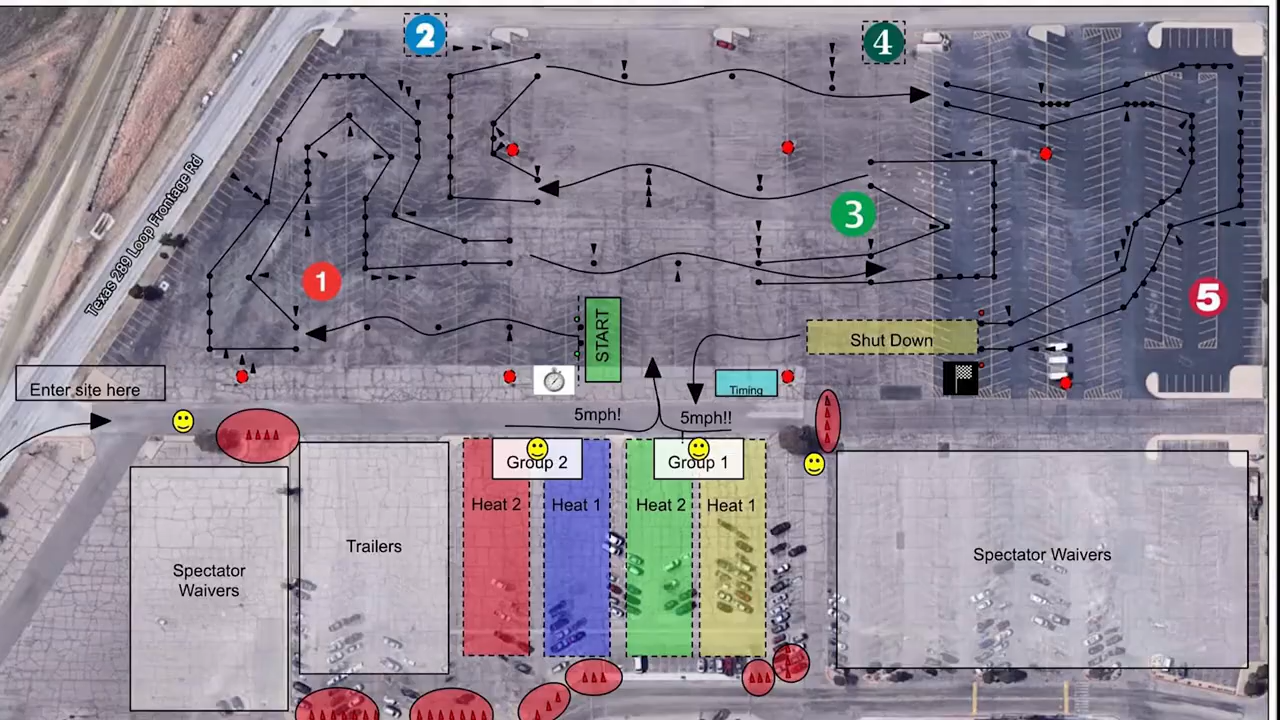 2
4
Texas 289 Loop Frontage Rd
3
1
5
START
Shut Down
Enter site here
Timing
5mph!
5mph!!
Group 2
Group 1
Heat 2
Heat 1
Heat 2
Heat 1
Trailers
Spectator
Waivers
Spectator Waivers